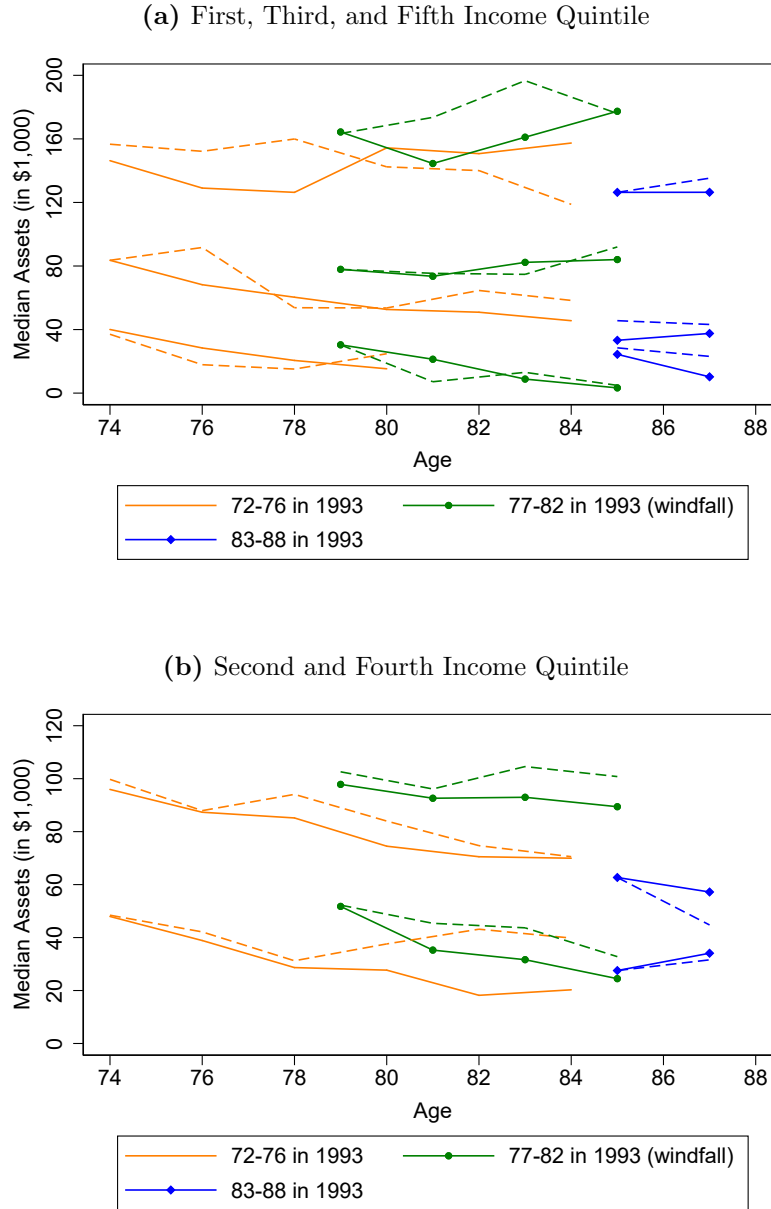 (a) First, Third, and Fifth Income Quintile
Median Assets (in $1,000)
200
160
120
80
40
0
74 76 78 80 82 84 86 88
Age
72-76 in 1993 77-82 in 1993 (windfall)
83-88 in 1993
(b) Second and Fourth Income Quintile
Median Assets (in $1,000)
120
100
80
60
40
20
0
74 76 78 80 82 84 86 88
Age
72-76 in 1993 77-82 in 1993 (windfall)
83-88 in 1993